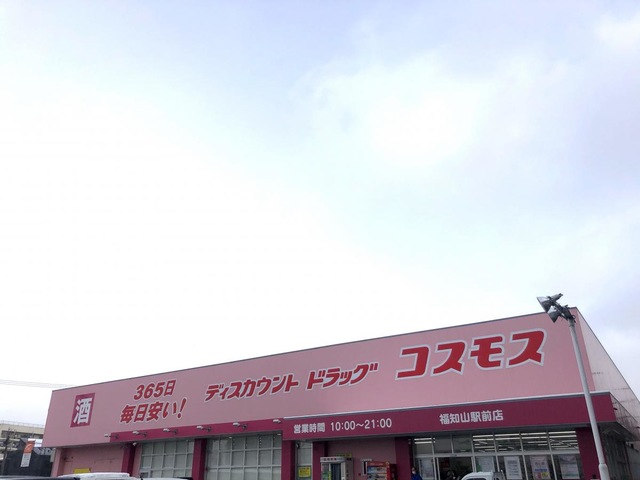 酒
365日
毎日安い!
ディスカウント ドラッグ コスモス
営業時間 10:00~21:00
福知山駅前店